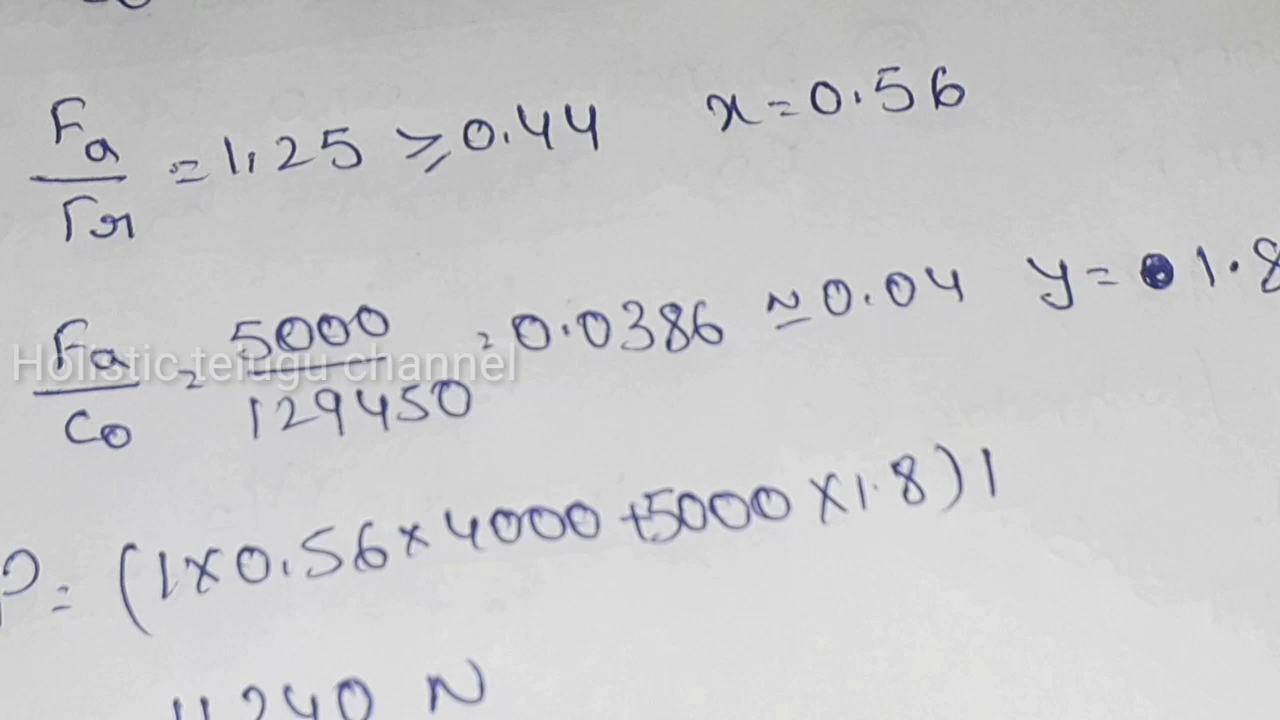 Fa/Fr = 1.25 ≥ 0.44 x = 0.56
Fa/Co = 5000/129450 = 0.0386 ≃ 0.04 y = 1.8
Holistic telugu channel
P = (1×0.56×4000+5000×1.8)1
11240 N